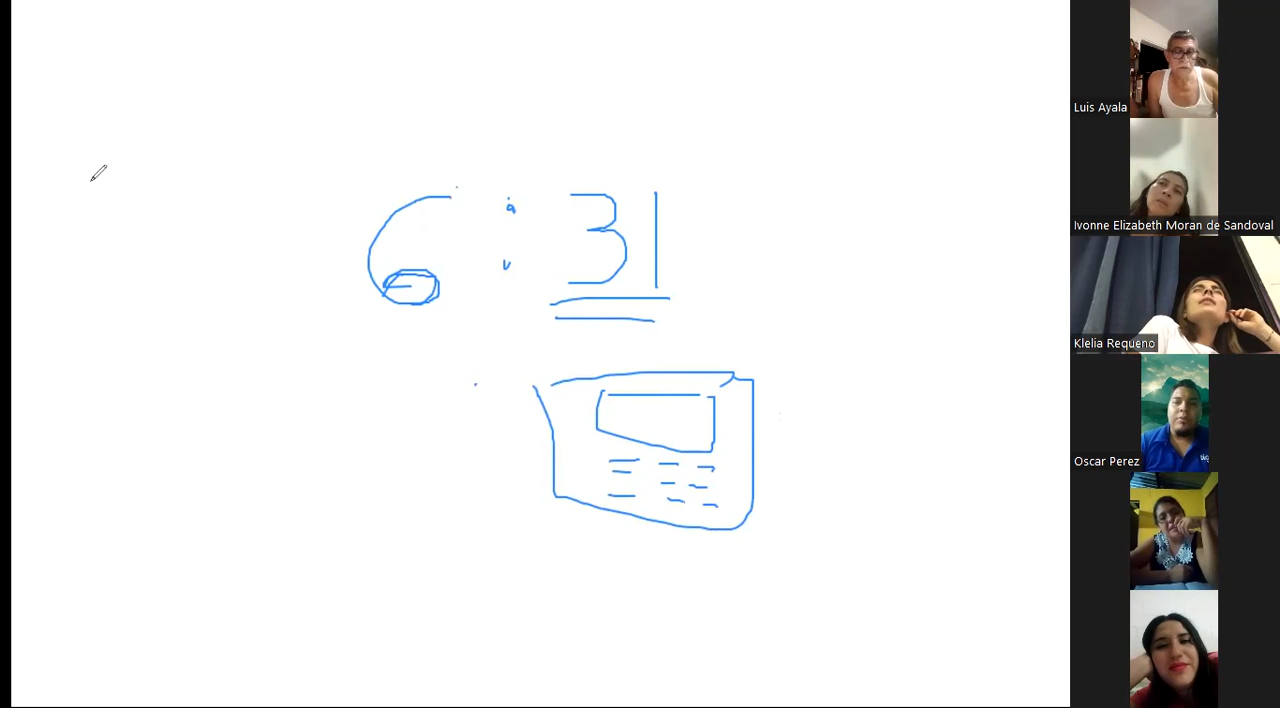 6 : 31
Luis Ayala
Ivonne Elizabeth Moran de Sandoval
Klelia Requeno
Oscar Perez